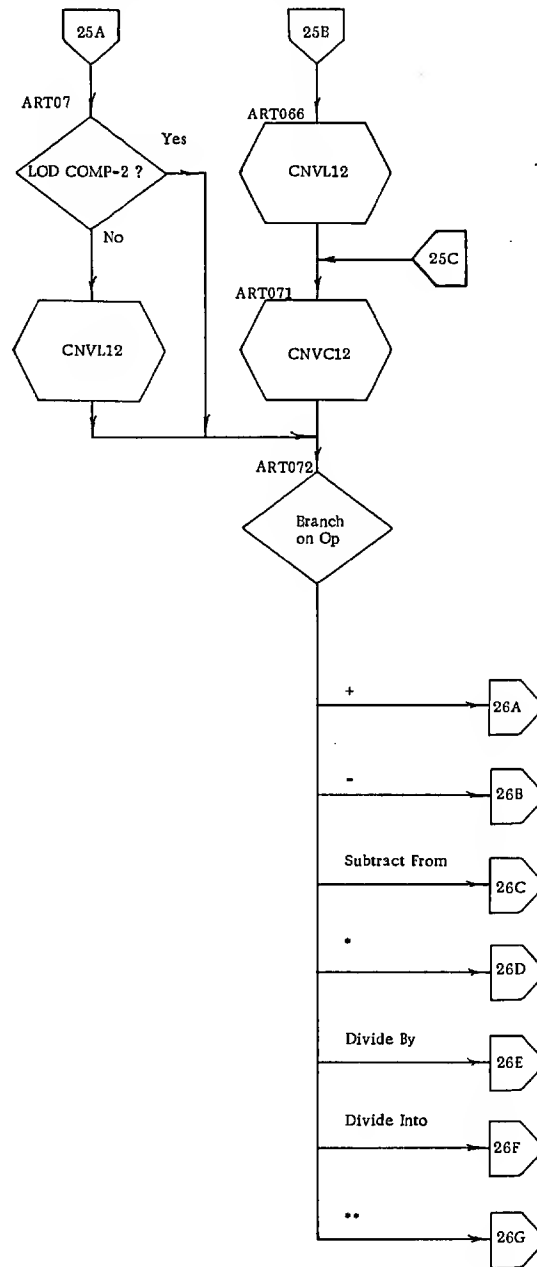 25A
25B
ART07
ART066
Yes
LOD COMP-2 ?
CNVL12
No
25C
ART071
CNVL12
CNVC12
ART072
Branch
on Op
+
26A
-
26B
Subtract From
26C
*
26D
Divide By
26E
Divide Into
26F
**
26G